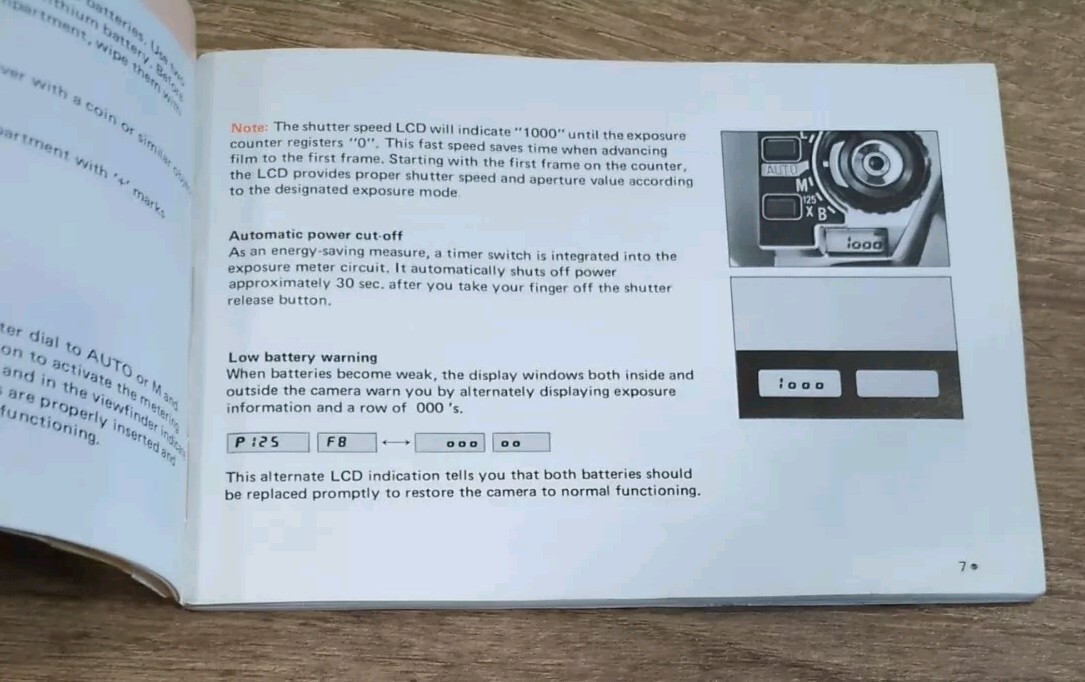 batteries. Use two
lithium battery. Before
compartment, wipe them with
with a coin or similar
compartment with '+' marks
dial to AUTO or M and
on to activate the metering
and in the viewfinder
are properly inserted and
functioning.
Note: The shutter speed LCD will indicate "1000" until the exposure
counter registers "0". This fast speed saves time when advancing
film to the first frame. Starting with the first frame on the counter,
the LCD provides proper shutter speed and aperture value according
to the designated exposure mode.
Automatic power cut-off
As an energy-saving measure, a timer switch is integrated into the
exposure meter circuit. It automatically shuts off power
approximately 30 sec. after you take your finger off the shutter
release button.
Low battery warning
When batteries become weak, the display windows both inside and
outside the camera warn you by alternately displaying exposure
information and a row of 000 's.
P 125 F8 ←→ 000 00
This alternate LCD indication tells you that both batteries should
be replaced promptly to restore the camera to normal functioning.
L
AUTO
M
125
X B
1000
1000
7